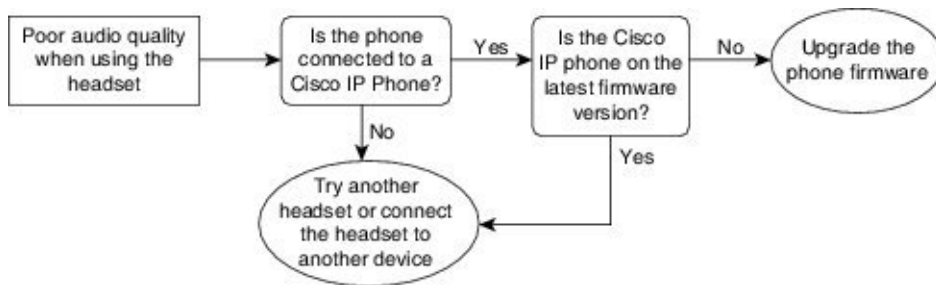 Poor audio quality
when using the
headset
Is the phone
connected to a
Cisco IP Phone?
Yes
Is the Cisco
IP phone on the
latest firmware
version?
No
Upgrade the
phone firmware
No
Yes
Try another
headset or connect
the headset to
another device